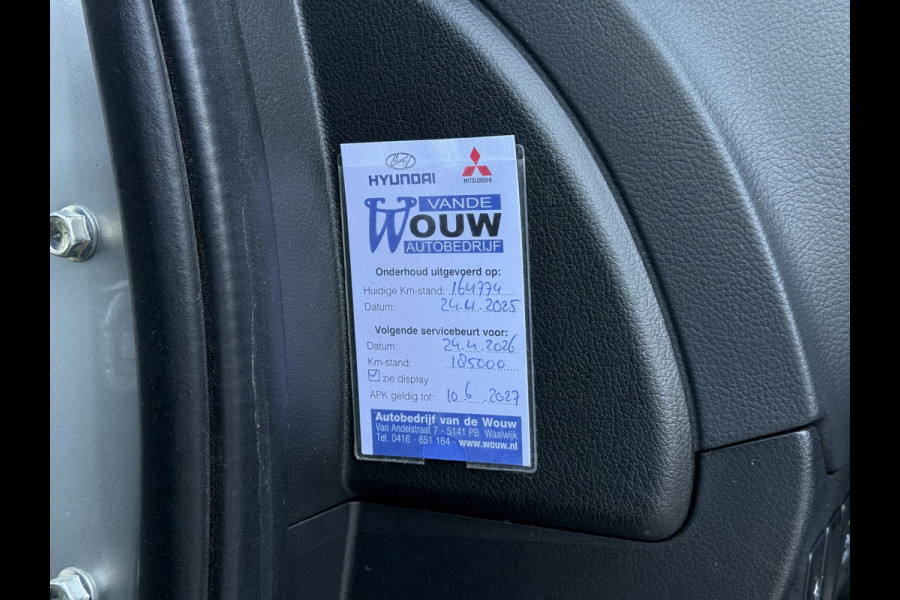 HYUNDAI MITSUBISHI
VANDE
WOUW
AUTOBEDRIJF
Onderhoud uitgevoerd op:
Huidige Km-stand: 164774
Datum: 24.4.2025
Volgende servicebeurt voor:
Datum: 24.4.2026
Km-stand: 185000
zie display
APK geldig tot: 10.6.2027
Autobedrijf van de Wouw
Van Andelstraat 7 - 5141 PB Waalwijk
Tel. 0416 - 651 164 - www.wouw.nl